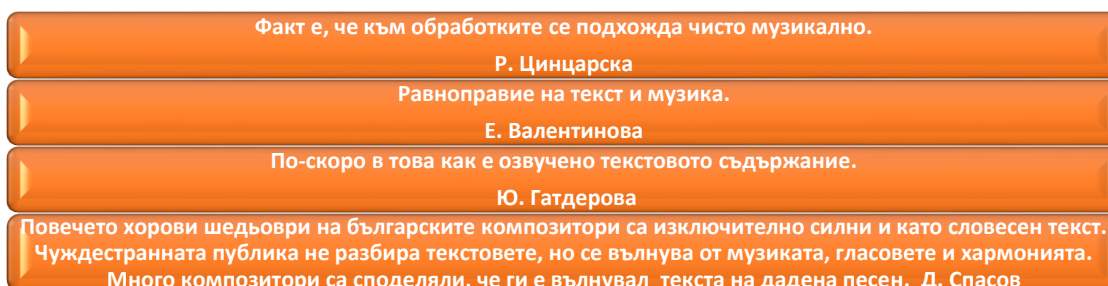 Факт е, че към обработките се подхожда чисто музикално.
Р. Цинцарска
Равноправие на текст и музика.
Е. Валентинова
По-скоро в това как е озвучено текстовото съдържание.
Ю. Гатдерова
Повечето хорови шедьоври на българските композитори са изключително силни и като словесен текст.
Чуждестранната публика не разбира текстовете, но се вълнува от музиката, гласовете и хармонията.
Много композитори са споделяли, че ги е вълнувал текста на дадена песен. Д. Спасов